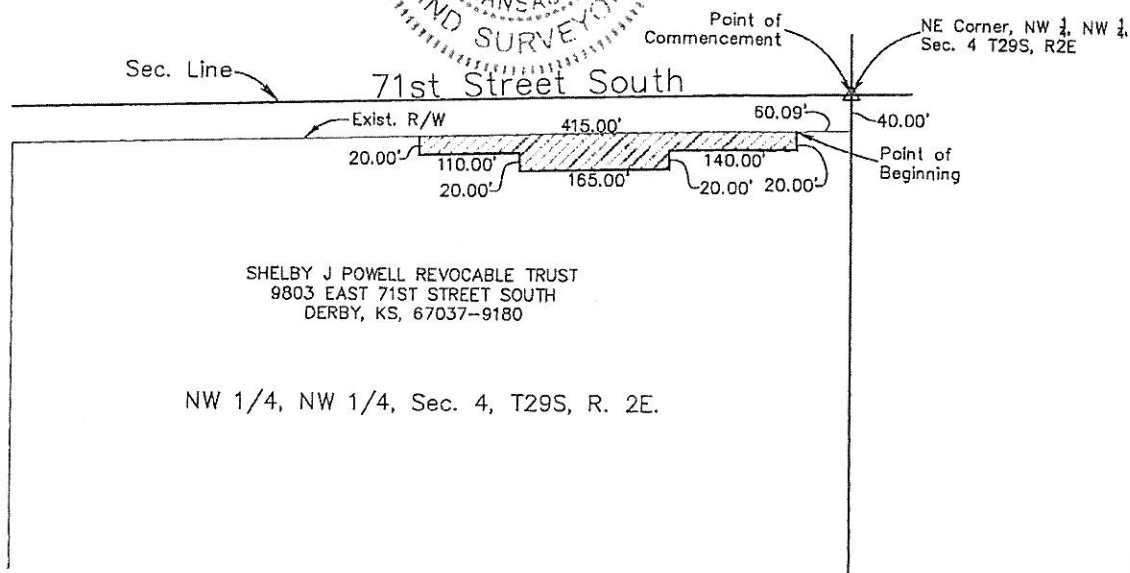 KANSAS
ND SURVEYO
Point of
Commencement
NE Corner, NW ¼, NW ¼,
Sec. 4 T29S, R2E
Sec. Line
71st Street South
Exist. R/W
415.00'
60.09'
40.00'
20.00'
110.00'
140.00'
Point of
Beginning
20.00'
165.00'
20.00'
20.00'
SHELBY J POWELL REVOCABLE TRUST
9803 EAST 71ST STREET SOUTH
DERBY, KS, 67037-9180
NW 1/4, NW 1/4, Sec. 4, T29S, R. 2E.